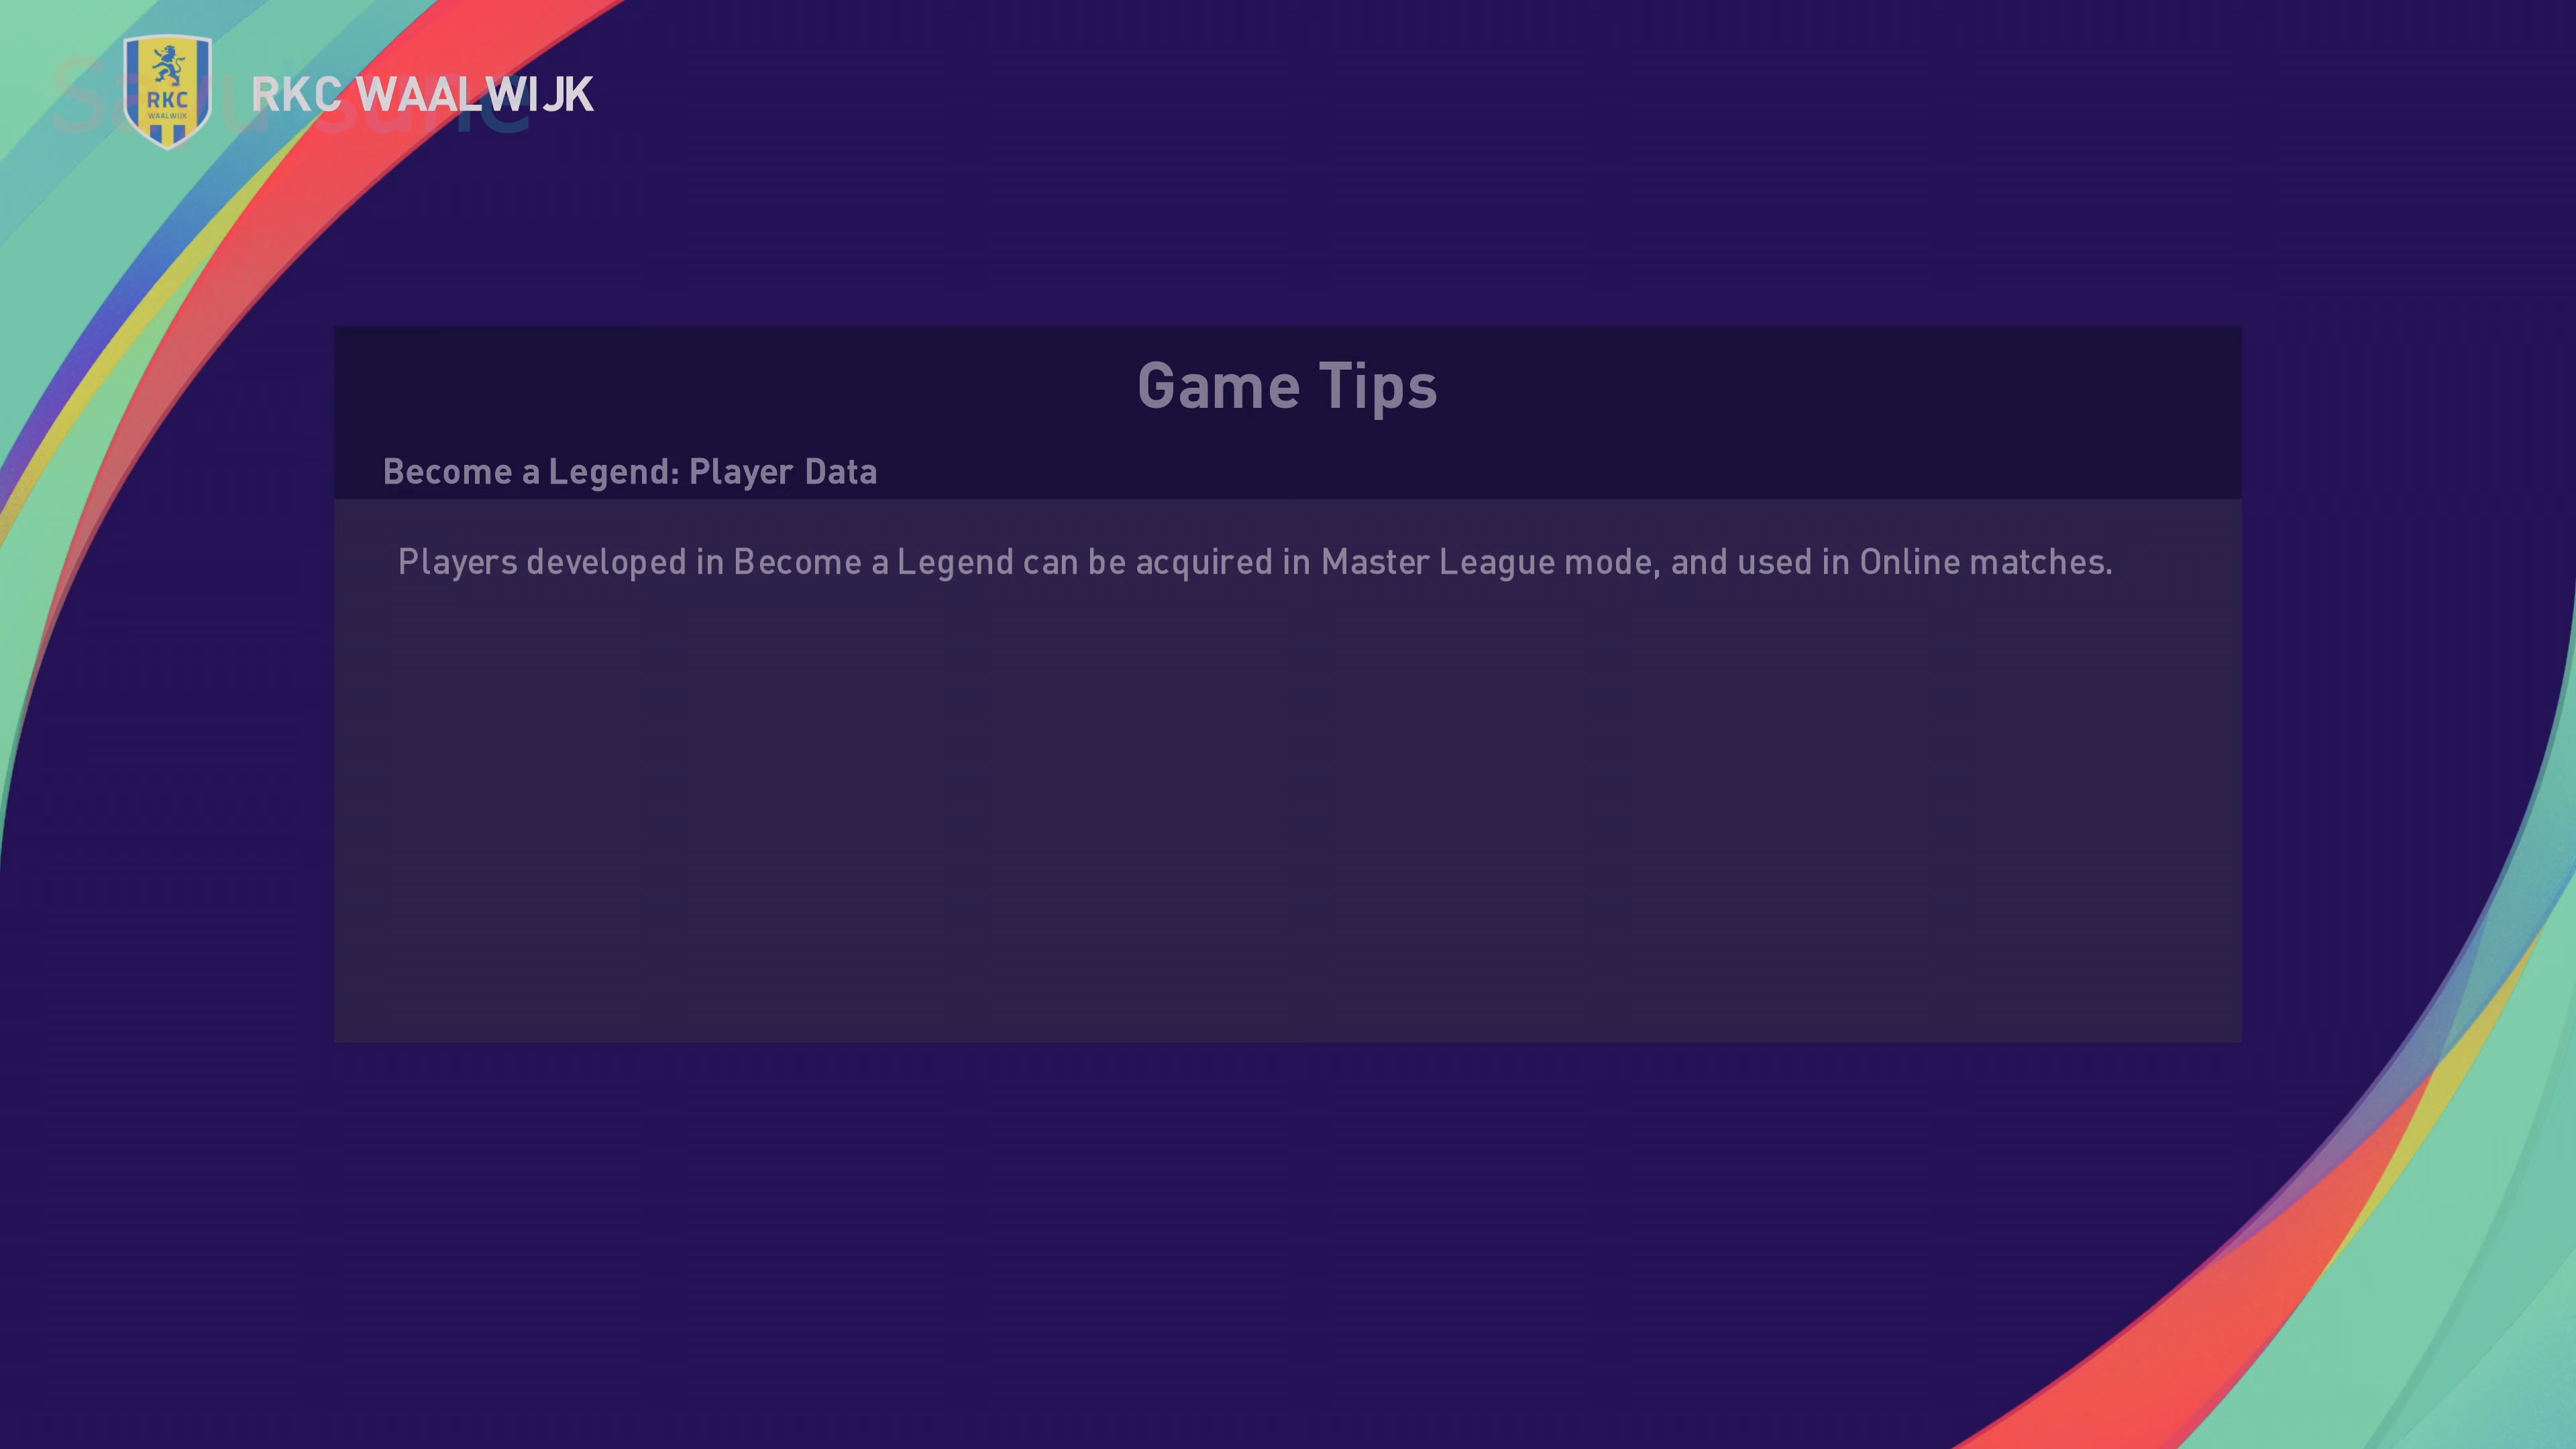 RKC
WAALWIJK
RKC WAALWIJK
Game Tips
Become a Legend: Player Data
Players developed in Become a Legend can be acquired in Master League mode, and used in Online matches.